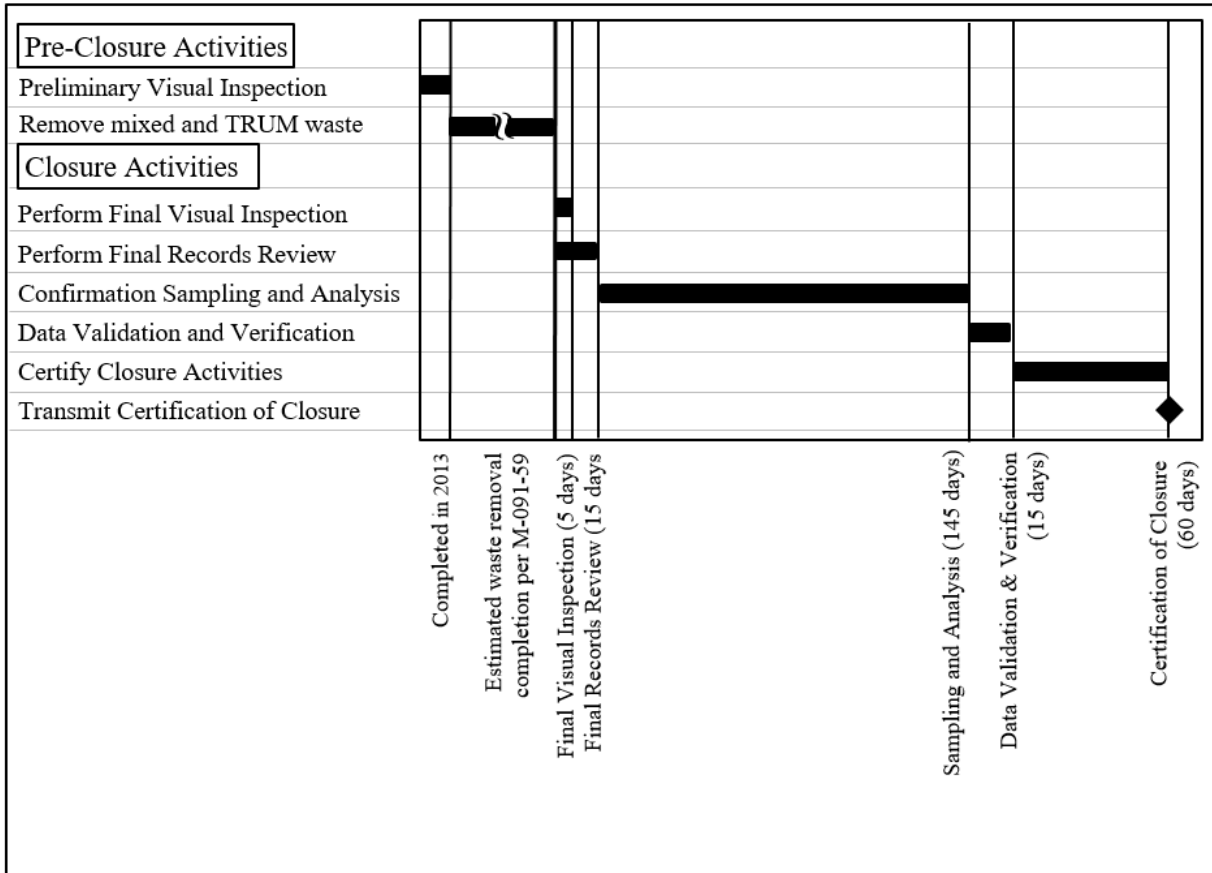 Pre-Closure Activities
Preliminary Visual Inspection
Remove mixed and TRUM waste
Closure Activities
Perform Final Visual Inspection
Perform Final Records Review
Confirmation Sampling and Analysis
Data Validation and Verification
Certify Closure Activities
Transmit Certification of Closure
Completed in 2013
Estimated waste removal
completion per M-091-59
Final Visual Inspection (5 days)
Final Records Review (15 days
Sampling and Analysis (145 days)
Data Validation & Verification
(15 days)
Certification of Closure
(60 days)